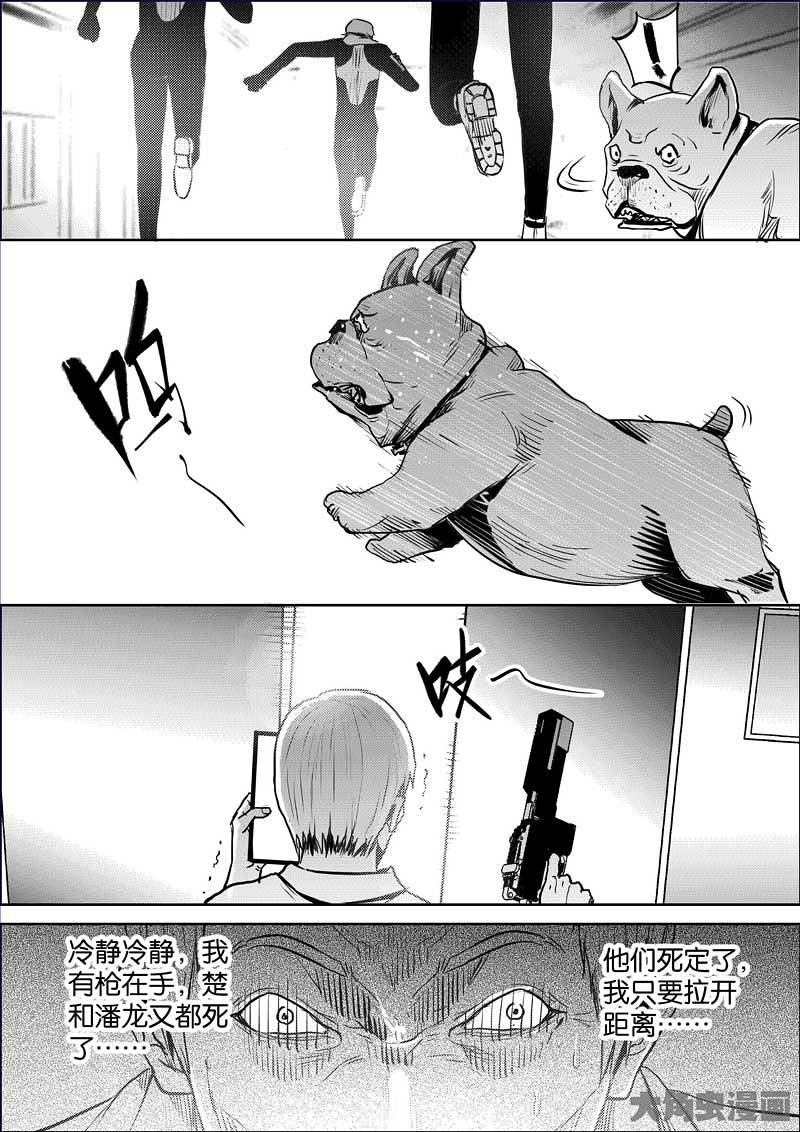 ！
呜
吱～
冷静冷静，我
有枪在手，楚
和潘龙又都死
了……
他们死定了，
我只要拉开
距离……
大角虫漫画